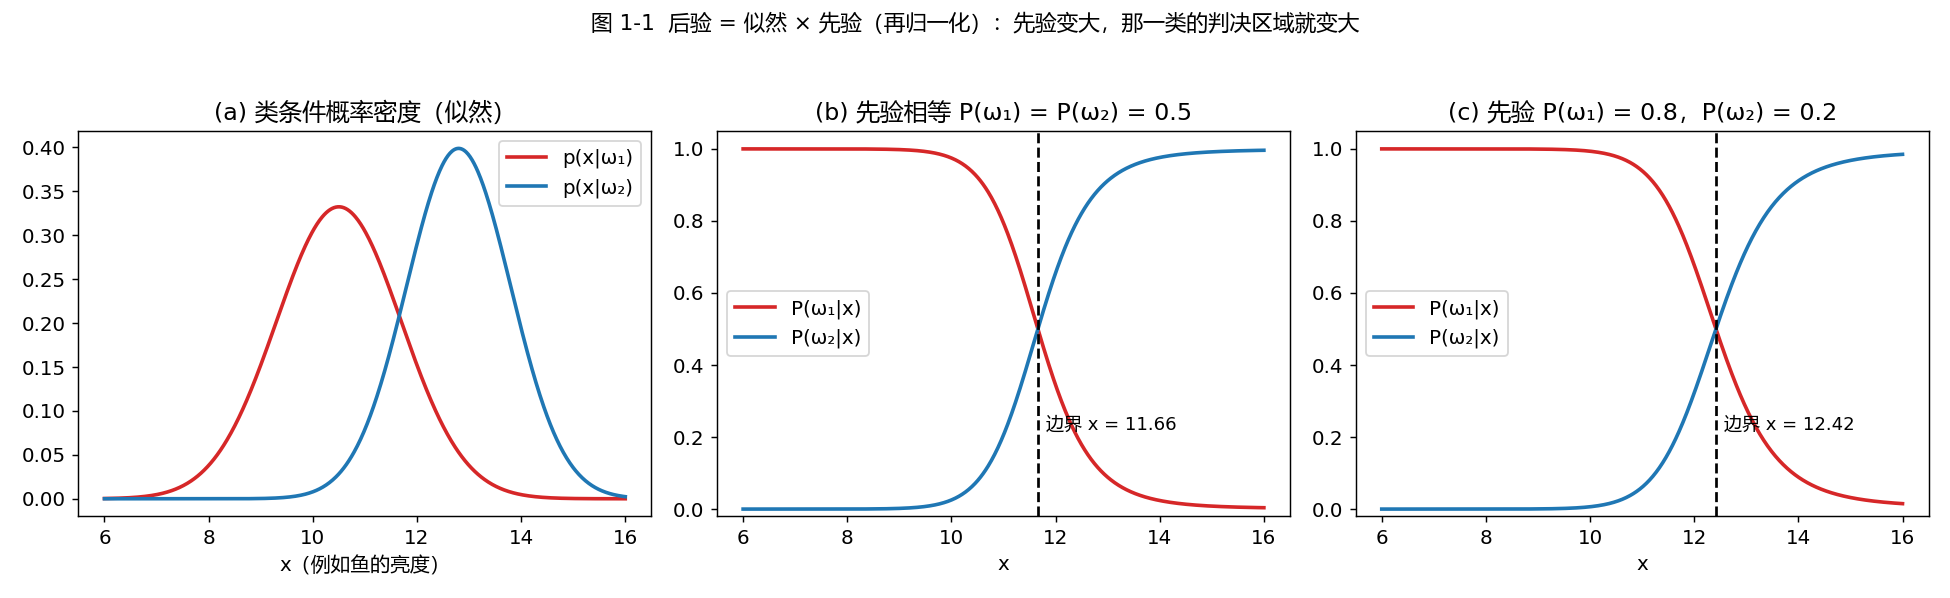 图 1-1 后验 = 似然 × 先验（再归一化）：先验变大，那一类的判决区域就变大
(a) 类条件概率密度（似然）
p(x|ω₁)
p(x|ω₂)
0.40
0.35
0.30
0.25
0.20
0.15
0.10
0.05
0.00
6 8 10 12 14 16
x（例如鱼的亮度）
(b) 先验相等 P(ω₁) = P(ω₂) = 0.5
1.0
0.8
0.6
0.4
0.2
0.0
P(ω₁|x)
P(ω₂|x)
边界 x = 11.66
6 8 10 12 14 16
x
(c) 先验 P(ω₁) = 0.8，P(ω₂) = 0.2
1.0
0.8
0.6
0.4
0.2
0.0
P(ω₁|x)
P(ω₂|x)
边界 x = 12.42
6 8 10 12 14 16
x